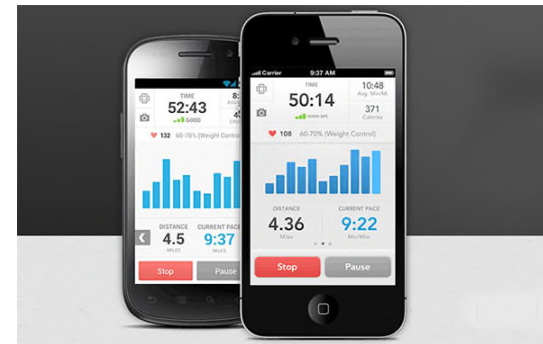 TIME
52:43
GOOD
132 60-70% (Weight Control)
DISTANCE CURRENT PACE
4.5 9:37
MILES MILES
Stop Pause
Carrier 9:37 AM
TIME
50:14
GOOD GPS
10:48
Avg. Min/Mi
371
Calories
108 60-70% (Weight Control)
DISTANCE CURRENT PACE
4.36 9:22
Miles Min/Mile
Stop Pause